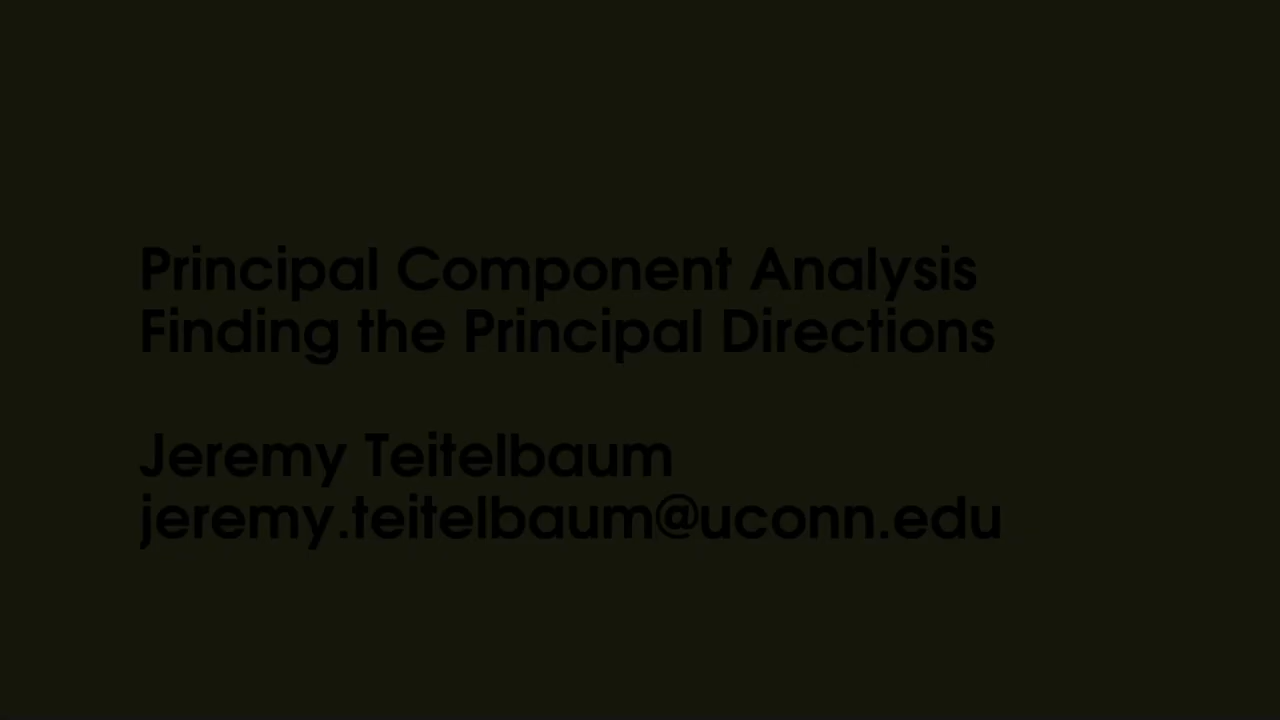 Principal Component Analysis
Finding the Principal Directions
Jeremy Teitelbaum
jeremy.teitelbaum@uconn.edu